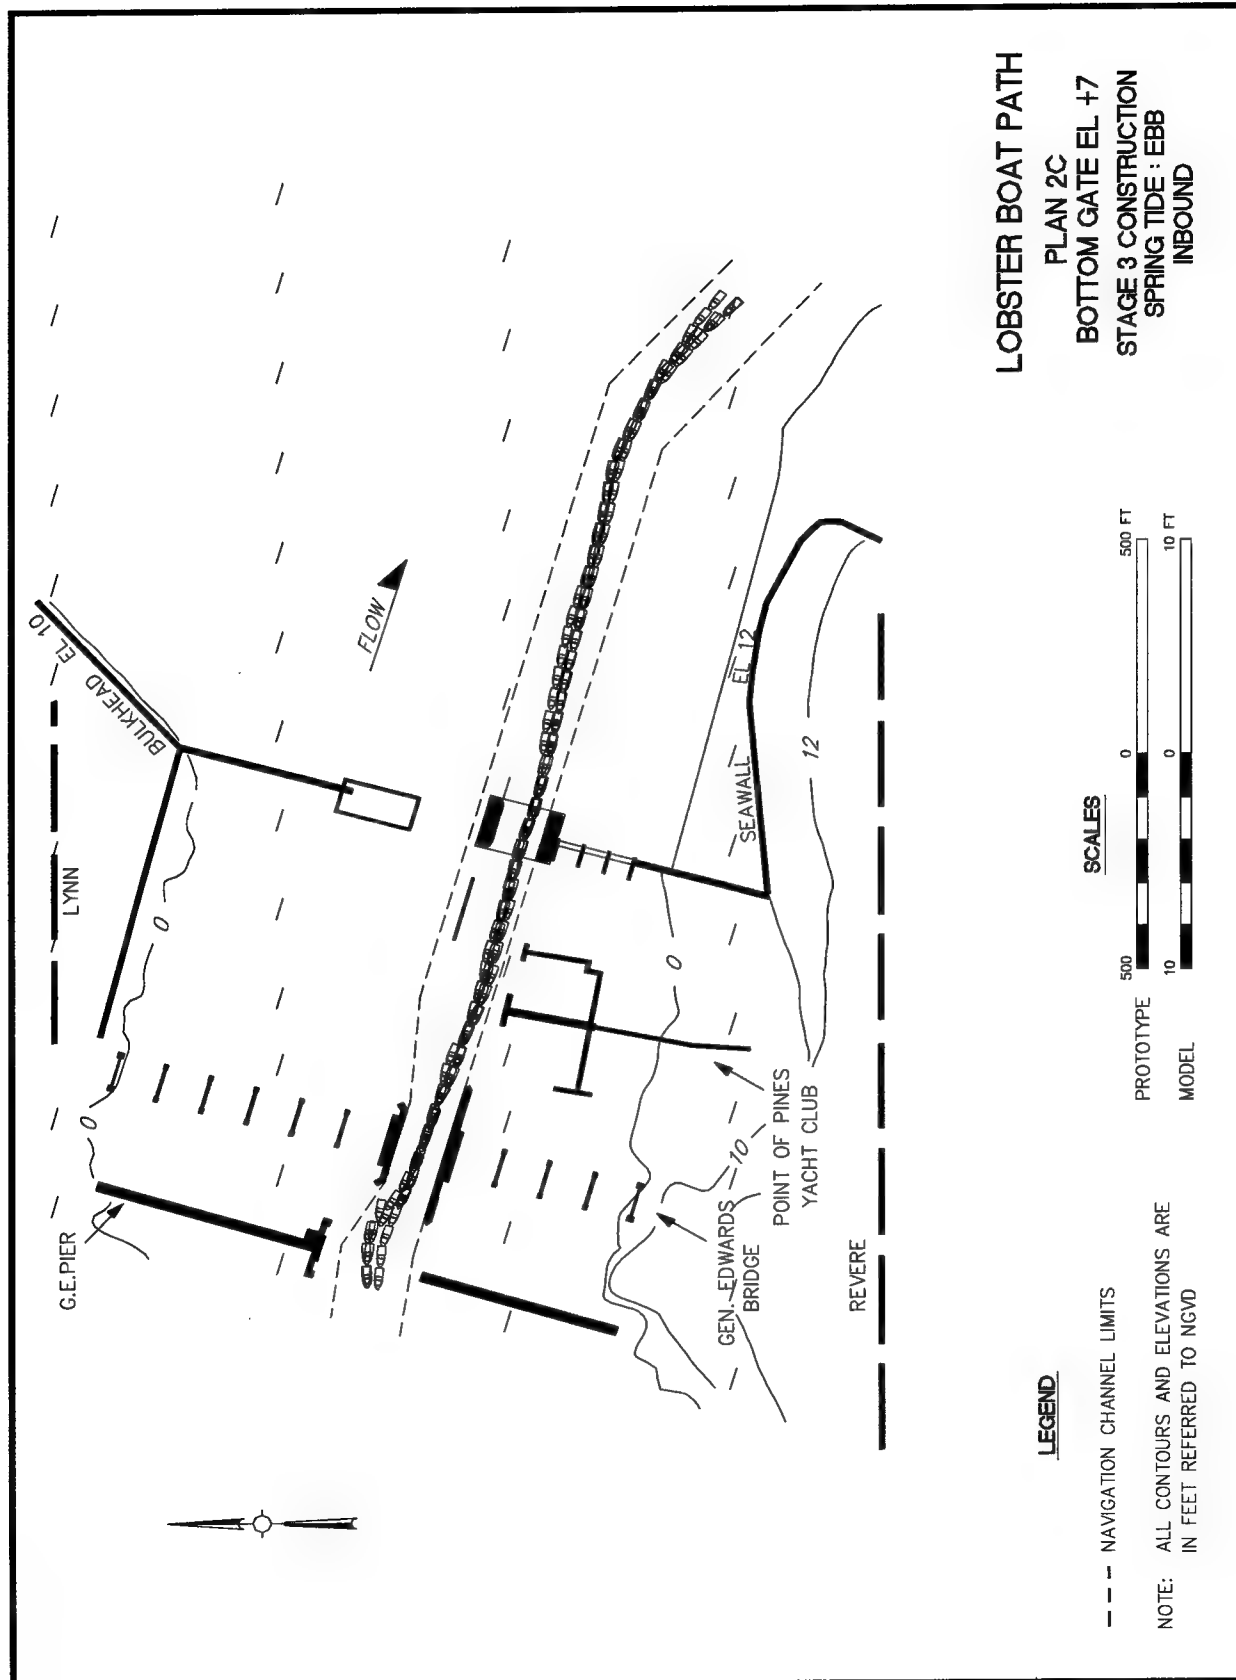 LYNN
BULKHEAD EL 10
FLOW
0
0
G.E.PIER
0
SEAWALL EL 12
12
10
POINT OF PINES
YACHT CLUB
GEN. EDWARDS
BRIDGE
REVERE
LEGEND
--- NAVIGATION CHANNEL LIMITS
NOTE: ALL CONTOURS AND ELEVATIONS ARE
IN FEET REFERRED TO NGVD
SCALES
PROTOTYPE 500 0 500 FT
MODEL 10 0 10 FT
LOBSTER BOAT PATH
PLAN 2C
BOTTOM GATE EL +7
STAGE 3 CONSTRUCTION
SPRING TIDE : EBB
INBOUND